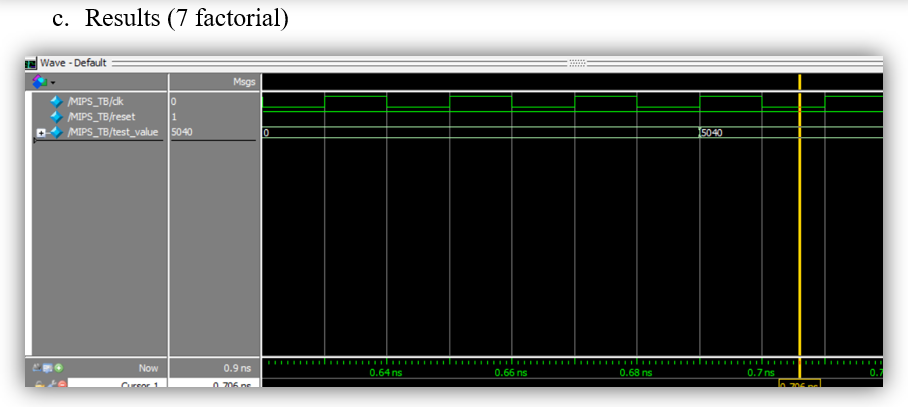 c. Results (7 factorial)
Wave - Default
Msgs
/MIPS_TB/clk 0
/MIPS_TB/reset 1
/MIPS_TB/test_value 5040 0 5040
Now 0.9 ns 0.64 ns 0.66 ns 0.68 ns 0.7 ns
Cursor 1 0.706 ns 0.706 ns